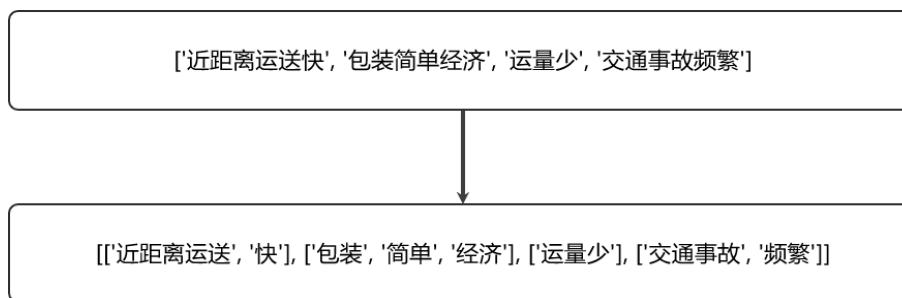 ['近距离运送快', '包装简单经济', '运量少', '交通事故频繁']
[['近距离运送', '快'], ['包装', '简单', '经济'], ['运量少'], ['交通事故', '频繁']]